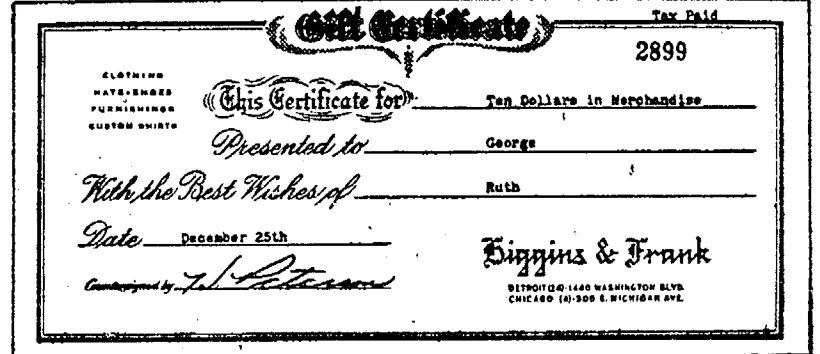 Gift Certificate
Tax Paid
2899
CLOTHING
HATS·SHOES
FURNISHINGS
CUSTOM SHIRTS
This Certificate for Ten Dollars in Merchandise
Presented to George
With the Best Wishes of Ruth
Date December 25th
Countersigned by
Higgins & Frank
DETROIT (26)-1440 WASHINGTON BLVD.
CHICAGO (4)-305 S. MICHIGAN AVE.